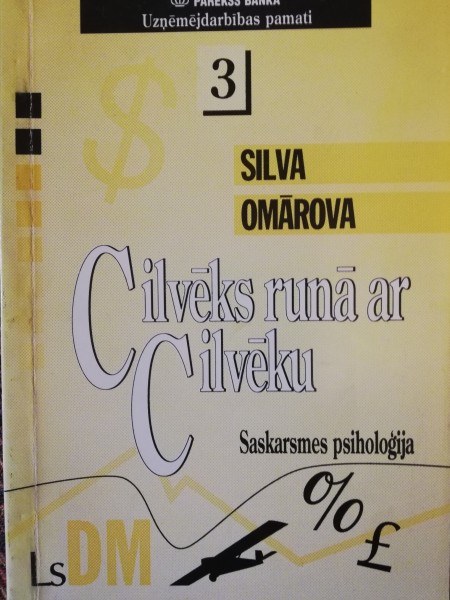 PAREKSS BANKA
Uzņēmējdarbības pamati
3
SILVA
OMĀROVA
Cilvēks runā ar
Cilvēku
Saskarsmes psiholoģija
$
%
£
LsDM